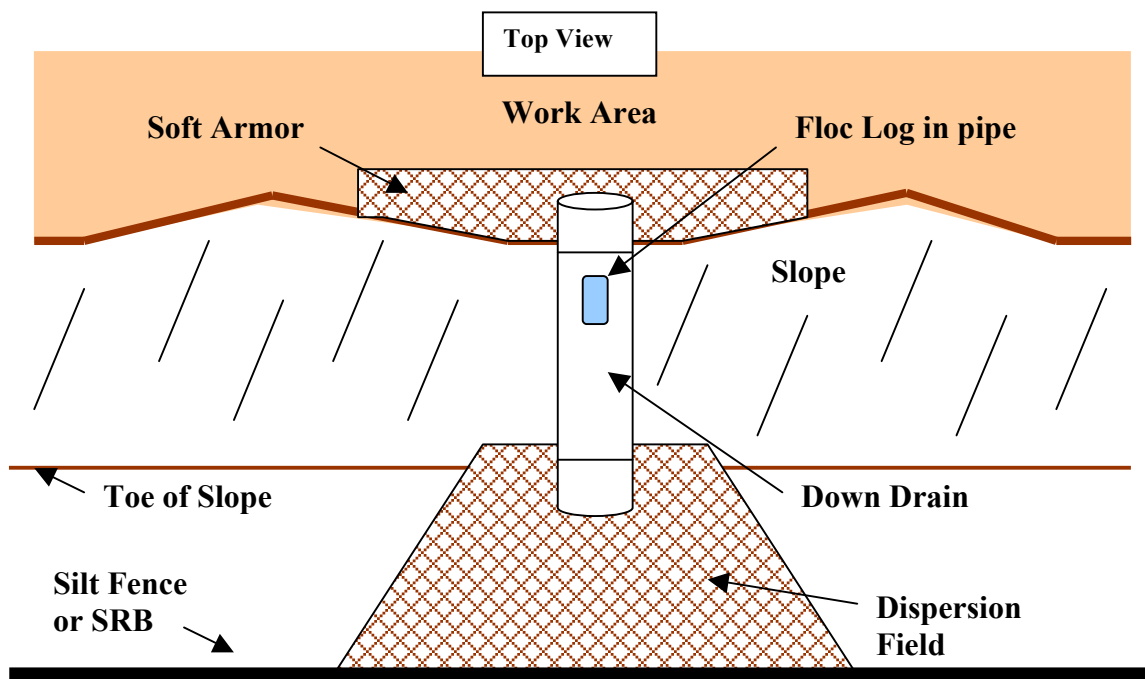 Top View
Work Area
Soft Armor
Floc Log in pipe
Slope
Toe of Slope
Down Drain
Silt Fence
or SRB
Dispersion
Field